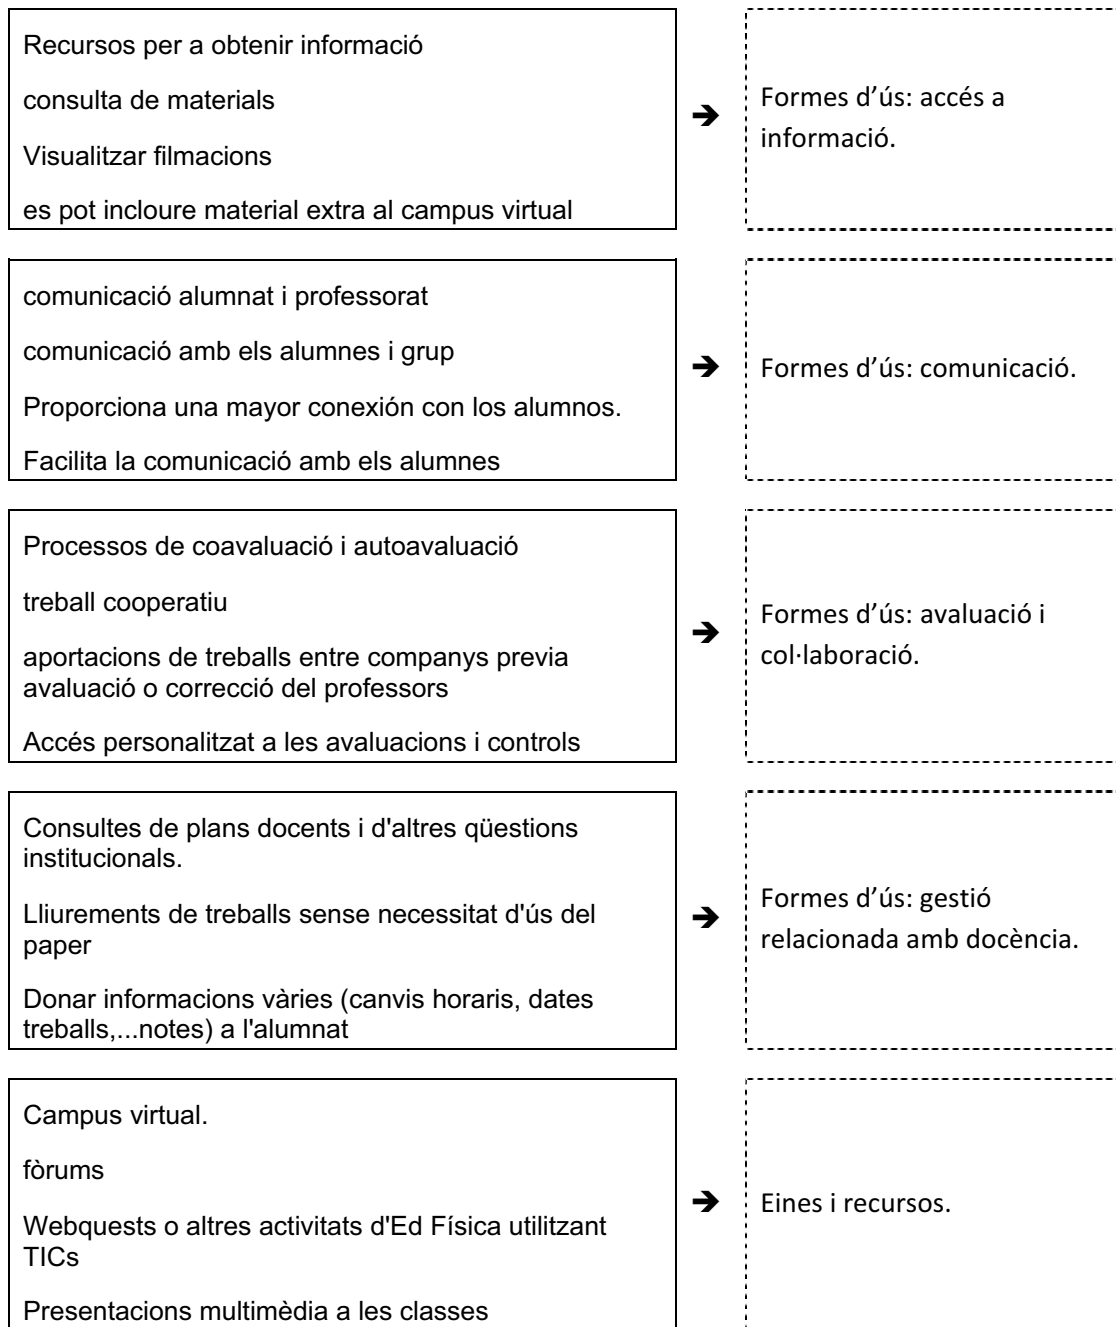 Recursos per a obtenir informació
consulta de materials
Visualitzar filmacions
es pot incloure material extra al campus virtual
➔
Formes d'ús: accés a
informació.
comunicació alumnat i professorat
comunicació amb els alumnes i grup
Proporciona una mayor conexión con los alumnos.
Facilita la comunicació amb els alumnes
➔
Formes d'ús: comunicació.
Processos de coavaluació i autoavaluació
treball cooperatiu
aportacions de treballs entre companys previa
avaluació o correcció del professors
Accés personalitzat a les avaluacions i controls
➔
Formes d'ús: avaluació i
col·laboració.
Consultes de plans docents i d'altres qüestions
institucionals.
Lliurements de treballs sense necessitat d'ús del
paper
Donar informacions vàries (canvis horaris, dates
treballs,...notes) a l'alumnat
➔
Formes d'ús: gestió
relacionada amb docència.
Campus virtual.
fòrums
Webquests o altres activitats d'Ed Física utilitzant
TICs
Presentacions multimèdia a les classes
➔
Eines i recursos.